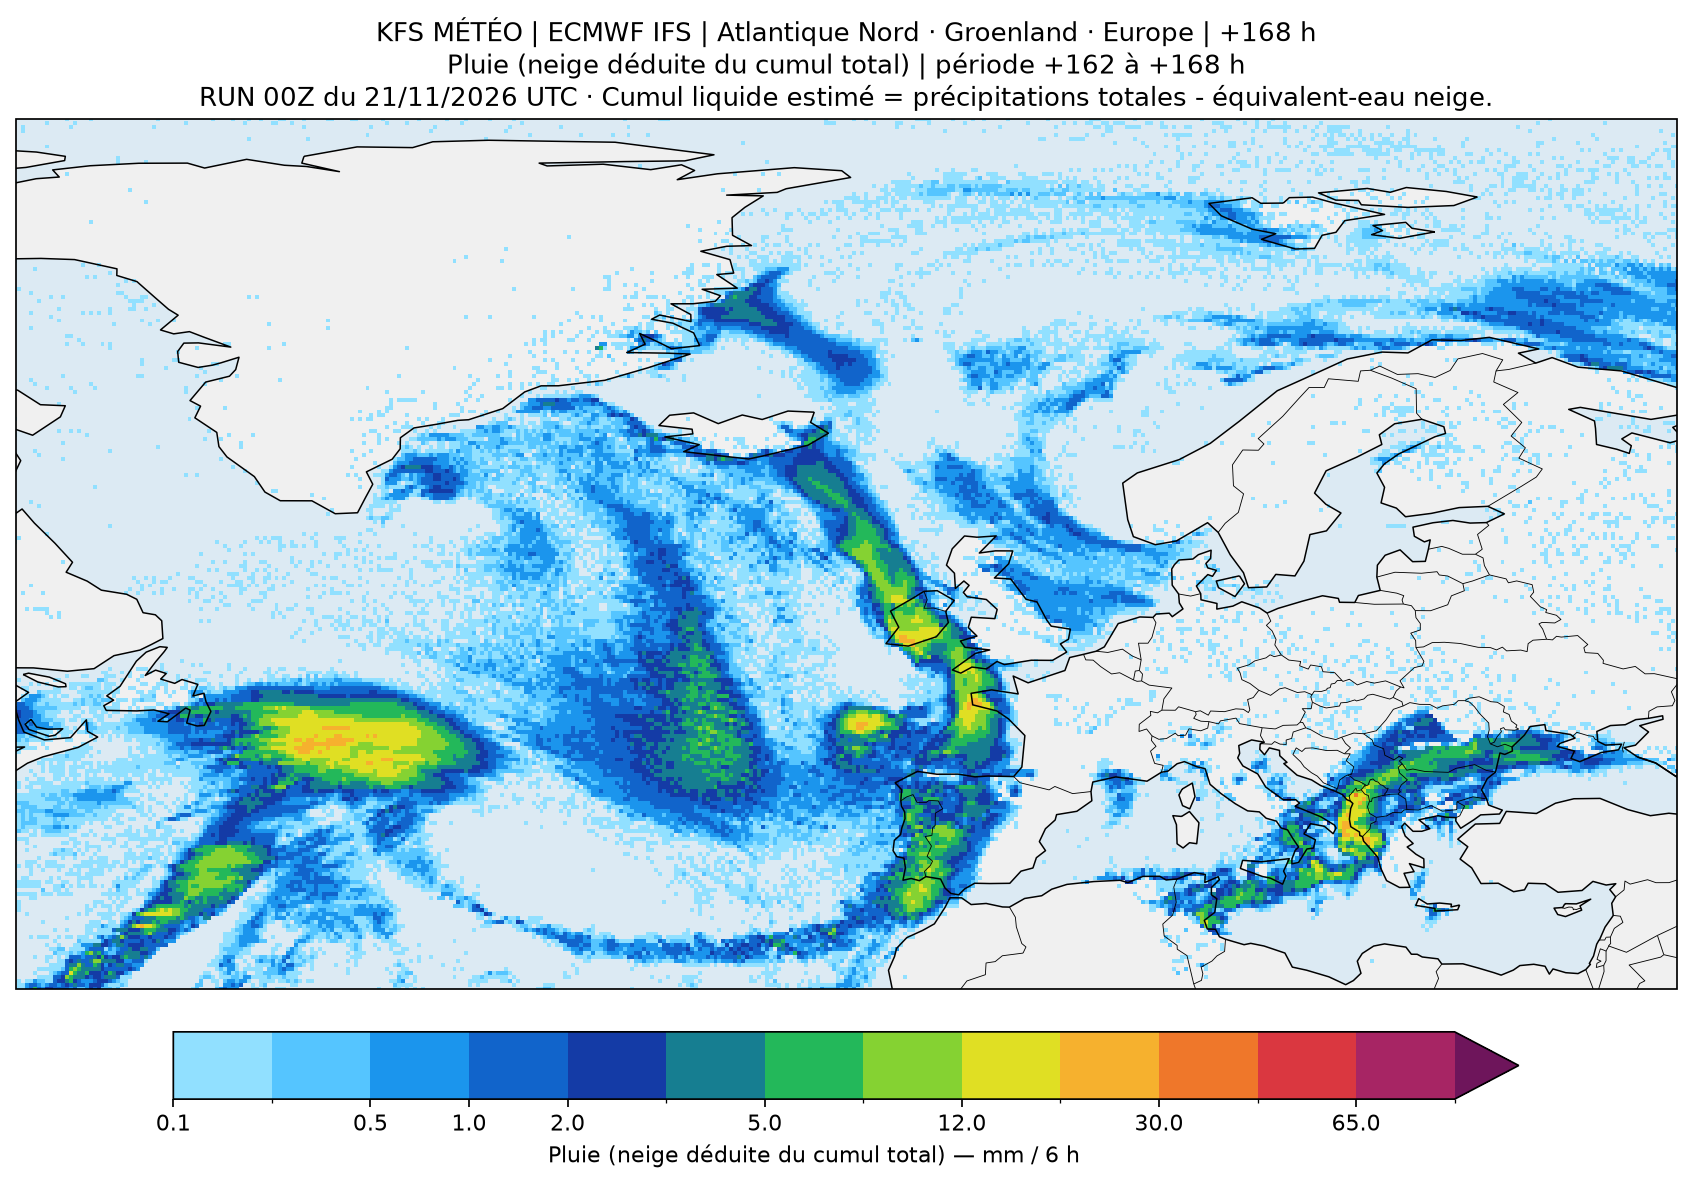 KFS MÉTÉO | ECMWF IFS | Atlantique Nord · Groenland · Europe | +168 h
Pluie (neige déduite du cumul total) | période +162 à +168 h
RUN 00Z du 21/11/2026 UTC · Cumul liquide estimé = précipitations totales - équivalent-eau neige.
0.1 0.5 1.0 2.0 5.0 12.0 30.0 65.0
Pluie (neige déduite du cumul total) — mm / 6 h